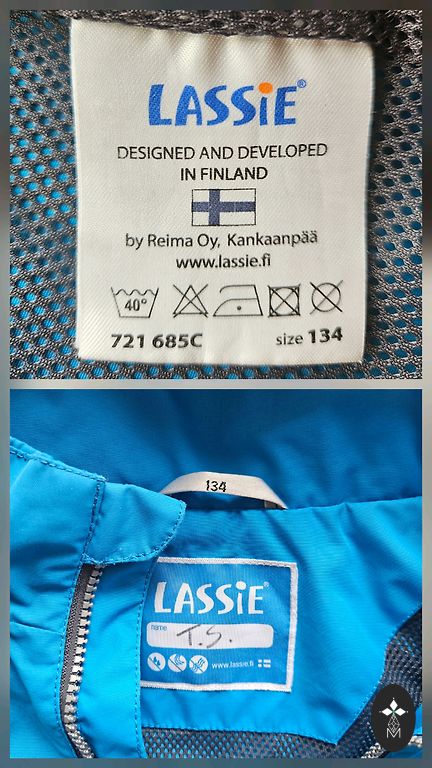 LASSiE®
DESIGNED AND DEVELOPED
IN FINLAND
by Reima Oy, Kankaanpää
www.lassie.fi
40°
721 685C size 134
134
LASSiE®
name T.S.
www.lassie.fi
M